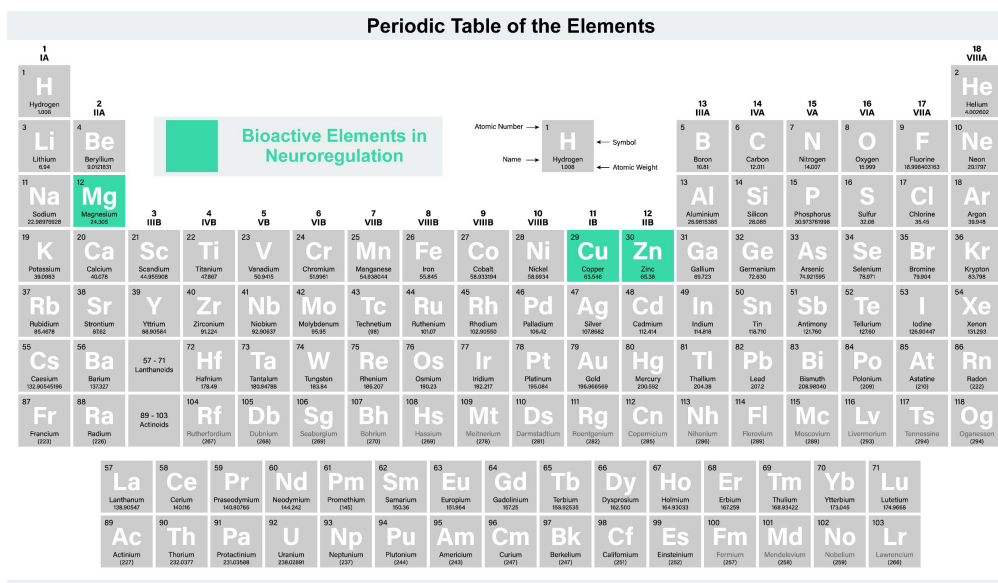 Periodic Table of the Elements
1
IA
18
VIIIA
1
H
Hydrogen
1.008
2
He
Helium
4.002602
2
IIA
13
IIIA
14
IVA
15
VA
16
VIA
17
VIIA
3
Li
Lithium
6.94
4
Be
Beryllium
9.0121831
Bioactive Elements in
Neuroregulation
Atomic Number
Name
1
H
Hydrogen
1.008
Symbol
Atomic Weight
5
B
Boron
10.81
6
C
Carbon
12.011
7
N
Nitrogen
14.007
8
O
Oxygen
15.999
9
F
Fluorine
18.998403163
10
Ne
Neon
20.1797
11
Na
Sodium
22.98976928
12
Mg
Magnesium
24.305
3
IIIB
4
IVB
5
VB
6
VIB
7
VIIB
8
VIIIB
9
VIIIB
10
VIIIB
11
IB
12
IIB
13
Al
Aluminium
26.9815385
14
Si
Silicon
28.085
15
P
Phosphorus
30.973761998
16
S
Sulfur
32.06
17
Cl
Chlorine
35.45
18
Ar
Argon
39.948
19
K
Potassium
39.0983
20
Ca
Calcium
40.078
21
Sc
Scandium
44.955908
22
Ti
Titanium
47.867
23
V
Vanadium
50.9415
24
Cr
Chromium
51.9961
25
Mn
Manganese
54.938044
26
Fe
Iron
55.845
27
Co
Cobalt
58.933194
28
Ni
Nickel
58.6934
29
Cu
Copper
63.546
30
Zn
Zinc
65.38
31
Ga
Gallium
69.723
32
Ge
Germanium
72.630
33
As
Arsenic
74.921595
34
Se
Selenium
78.971
35
Br
Bromine
79.904
36
Kr
Krypton
83.798
37
Rb
Rubidium
85.4678
38
Sr
Strontium
87.62
39
Y
Yttrium
88.90584
40
Zr
Zirconium
91.224
41
Nb
Niobium
92.90637
42
Mo
Molybdenum
95.95
43
Tc
Technetium
(98)
44
Ru
Ruthenium
101.07
45
Rh
Rhodium
102.90550
46
Pd
Palladium
106.42
47
Ag
Silver
107.8682
48
Cd
Cadmium
112.414
49
In
Indium
114.818
50
Sn
Tin
118.710
51
Sb
Antimony
121.760
52
Te
Tellurium
127.60
53
I
Iodine
126.90447
54
Xe
Xenon
131.293
55
Cs
Caesium
132.90545196
56
Ba
Barium
137.327
57 - 71
Lanthanoids
72
Hf
Hafnium
178.49
73
Ta
Tantalum
180.94788
74
W
Tungsten
183.84
75
Re
Rhenium
186.207
76
Os
Osmium
190.23
77
Ir
Iridium
192.217
78
Pt
Platinum
195.084
79
Au
Gold
196.966569
80
Hg
Mercury
200.592
81
Tl
Thallium
204.38
82
Pb
Lead
207.2
83
Bi
Bismuth
208.98040
84
Po
Polonium
(209)
85
At
Astatine
(210)
86
Rn
Radon
(222)
87
Fr
Francium
(223)
88
Ra
Radium
(226)
89 - 103
Actinoids
104
Rf
Rutherfordium
(267)
105
Db
Dubnium
(268)
106
Sg
Seaborgium
(269)
107
Bh
Bohrium
(270)
108
Hs
Hassium
(269)
109
Mt
Meitnerium
(278)
110
Ds
Darmstadtium
(281)
111
Rg
Roentgenium
(282)
112
Cn
Copernicium
(285)
113
Nh
Nihonium
(286)
114
Fl
Flerovium
(289)
115
Mc
Moscovium
(289)
116
Lv
Livermorium
(293)
117
Ts
Tennessine
(294)
118
Og
Oganesson
(294)
57
La
Lanthanum
138.90547
58
Ce
Cerium
140.116
59
Pr
Praseodymium
140.90766
60
Nd
Neodymium
144.242
61
Pm
Promethium
(145)
62
Sm
Samarium
150.36
63
Eu
Europium
151.964
64
Gd
Gadolinium
157.25
65
Tb
Terbium
158.92535
66
Dy
Dysprosium
162.500
67
Ho
Holmium
164.93033
68
Er
Erbium
167.259
69
Tm
Thulium
168.93422
70
Yb
Ytterbium
173.045
71
Lu
Lutetium
174.9668
89
Ac
Actinium
(227)
90
Th
Thorium
232.0377
91
Pa
Protactinium
231.03588
92
U
Uranium
238.02891
93
Np
Neptunium
(237)
94
Pu
Plutonium
(244)
95
Am
Americium
(243)
96
Cm
Curium
(247)
97
Bk
Berkelium
(247)
98
Cf
Californium
(251)
99
Es
Einsteinium
(252)
100
Fm
Fermium
(257)
101
Md
Mendelevium
(258)
102
No
Nobelium
(259)
103
Lr
Lawrencium
(266)